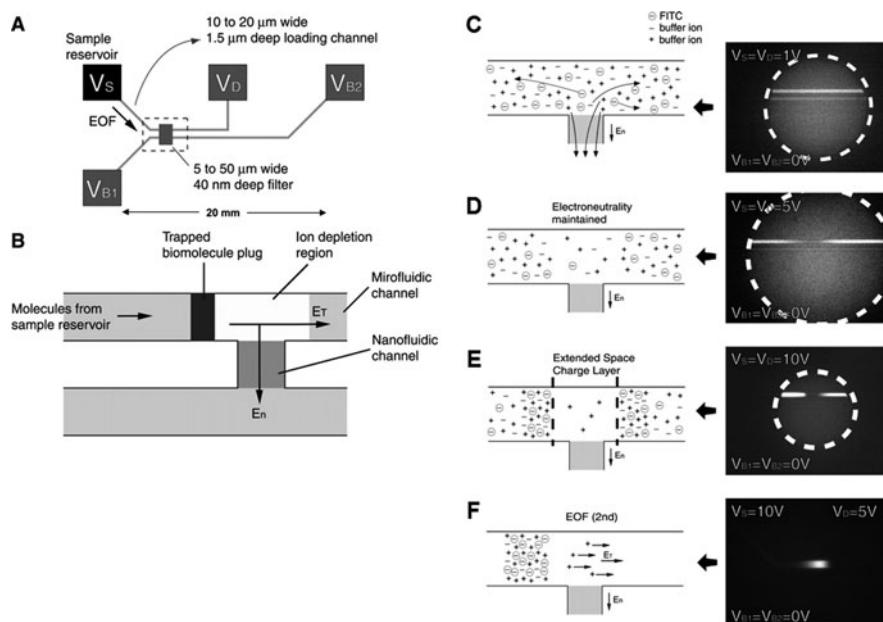 A
10 to 20 μm wide
1.5 μm deep loading channel
Sample
reservoir
VS
VD
VB2
EOF
VB1
5 to 50 μm wide
40 nm deep filter
20 mm
B
Trapped
biomolecule plug
Ion depletion
region
Mirofluidic
channel
Molecules from
sample reservoir
ET
Nanofluidic
channel
En
C
FITC
- buffer ion
+ buffer ion
En
VS=VD=1V
VB1=VB2=0V
D
Electroneutrality
maintained
En
VS=VD=5V
VB1=VB2=0V
E
Extended Space
Charge Layer
En
VS=VD=10V
VB1=VB2=0V
F
EOF (2nd)
ET
En
VS=10V
VD=5V
VB1=VB2=0V